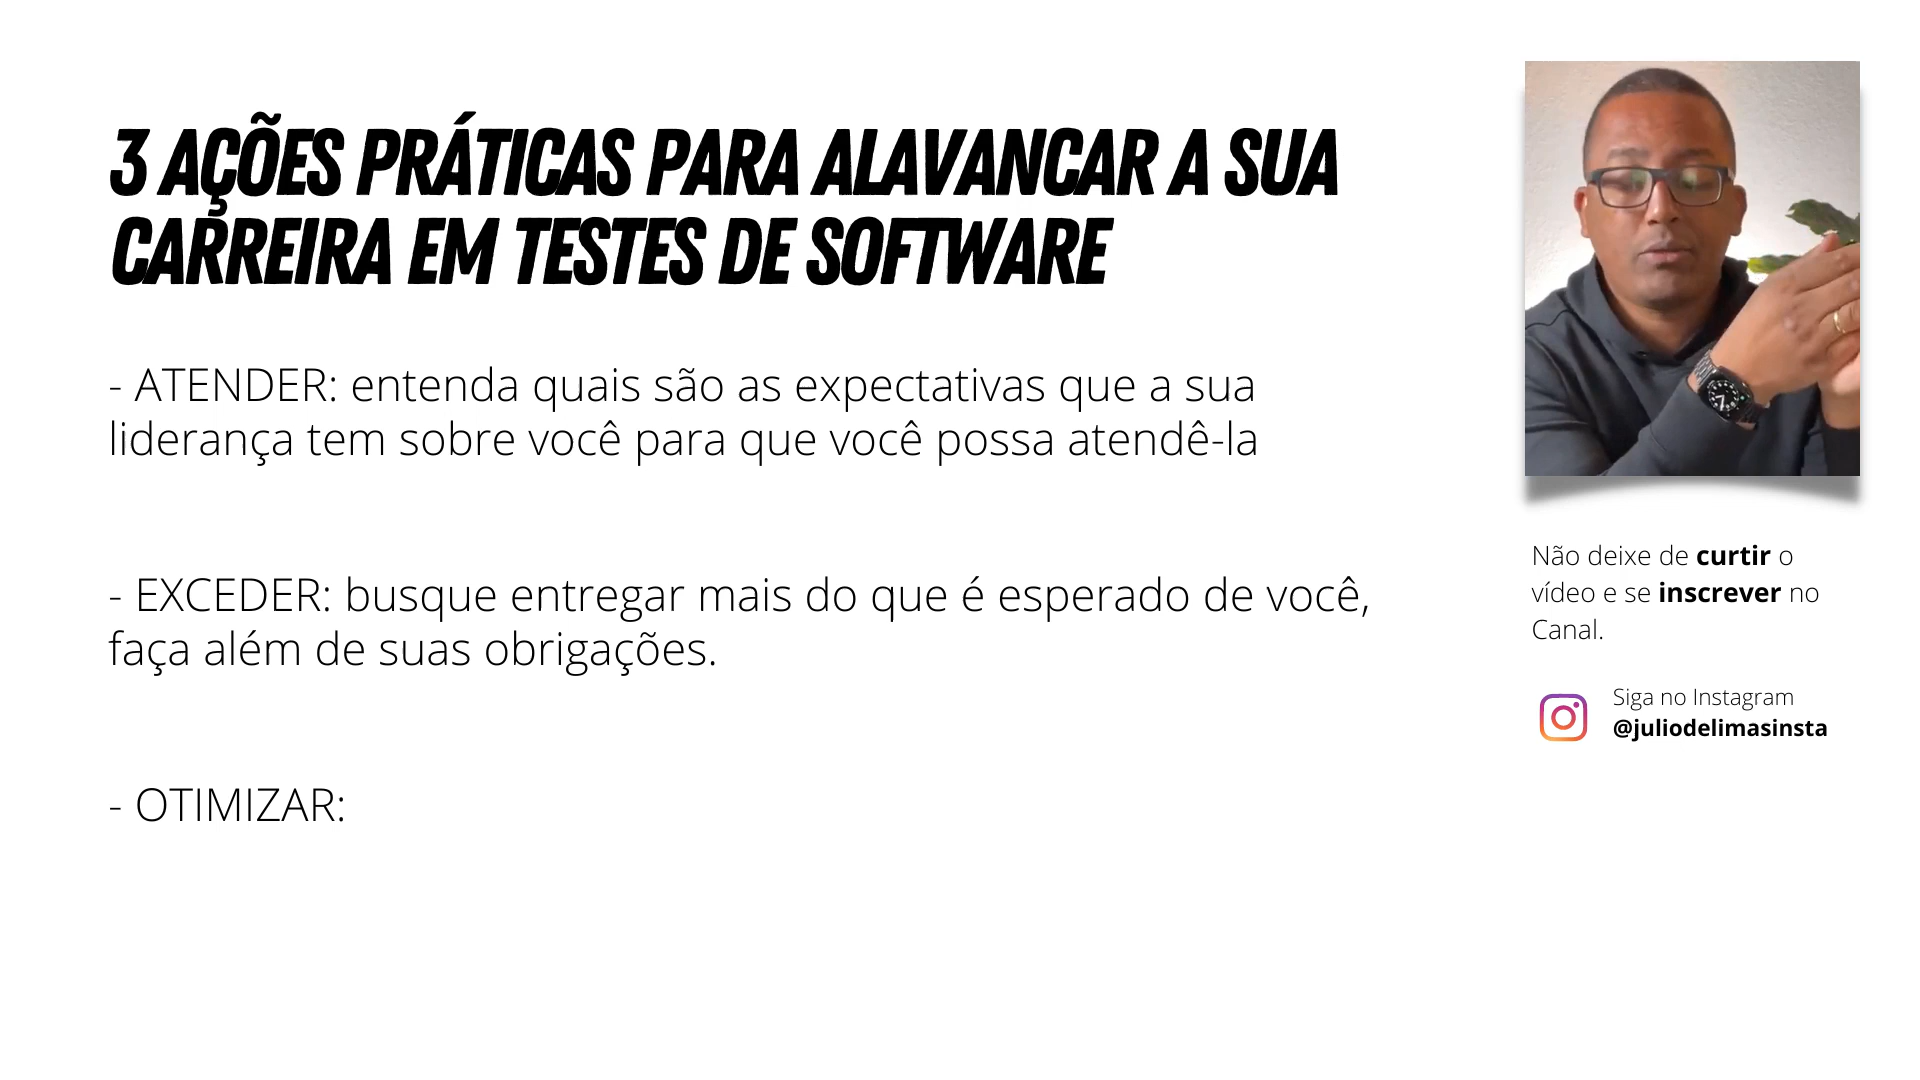 3 AÇÕES PRÁTICAS PARA ALAVANCAR A SUA
CARREIRA EM TESTES DE SOFTWARE
- ATENDER: entenda quais são as expectativas que a sua
liderança tem sobre você para que você possa atendê-la
- EXCEDER: busque entregar mais do que é esperado de você,
faça além de suas obrigações.
- OTIMIZAR:
Não deixe de curtir o
vídeo e se inscrever no
Canal.
Siga no Instagram
@juliodelimasinsta